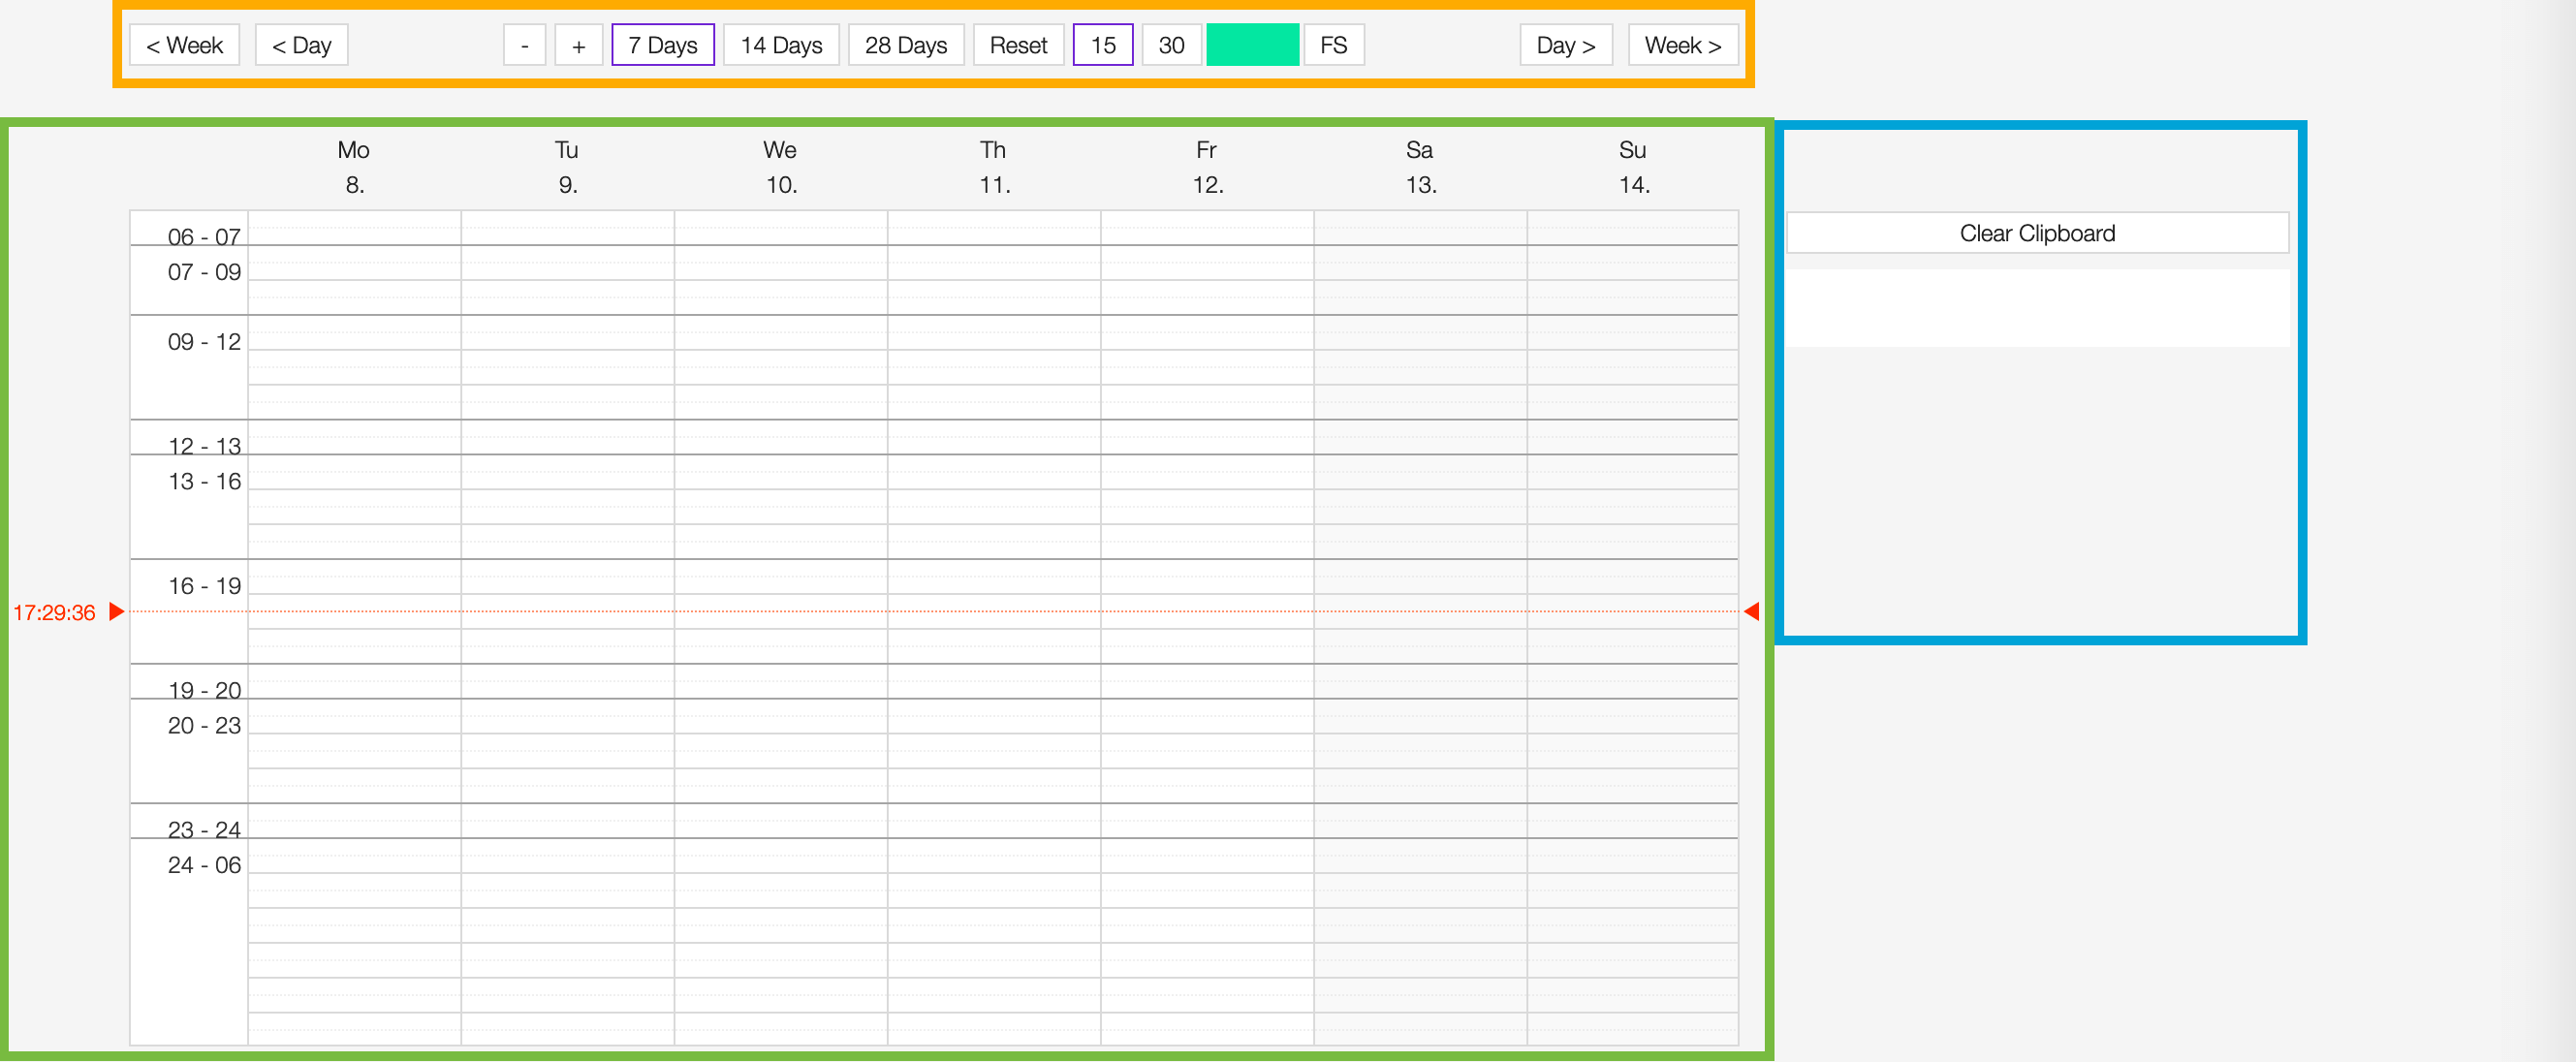 < Week < Day - + 7 Days 14 Days 28 Days Reset 15 30 FS Day > Week >
Mo Tu We Th Fr Sa Su
8. 9. 10. 11. 12. 13. 14.
Clear Clipboard
06 - 07
07 - 09
09 - 12
12 - 13
13 - 16
16 - 19
17:29:36
19 - 20
20 - 23
23 - 24
24 - 06